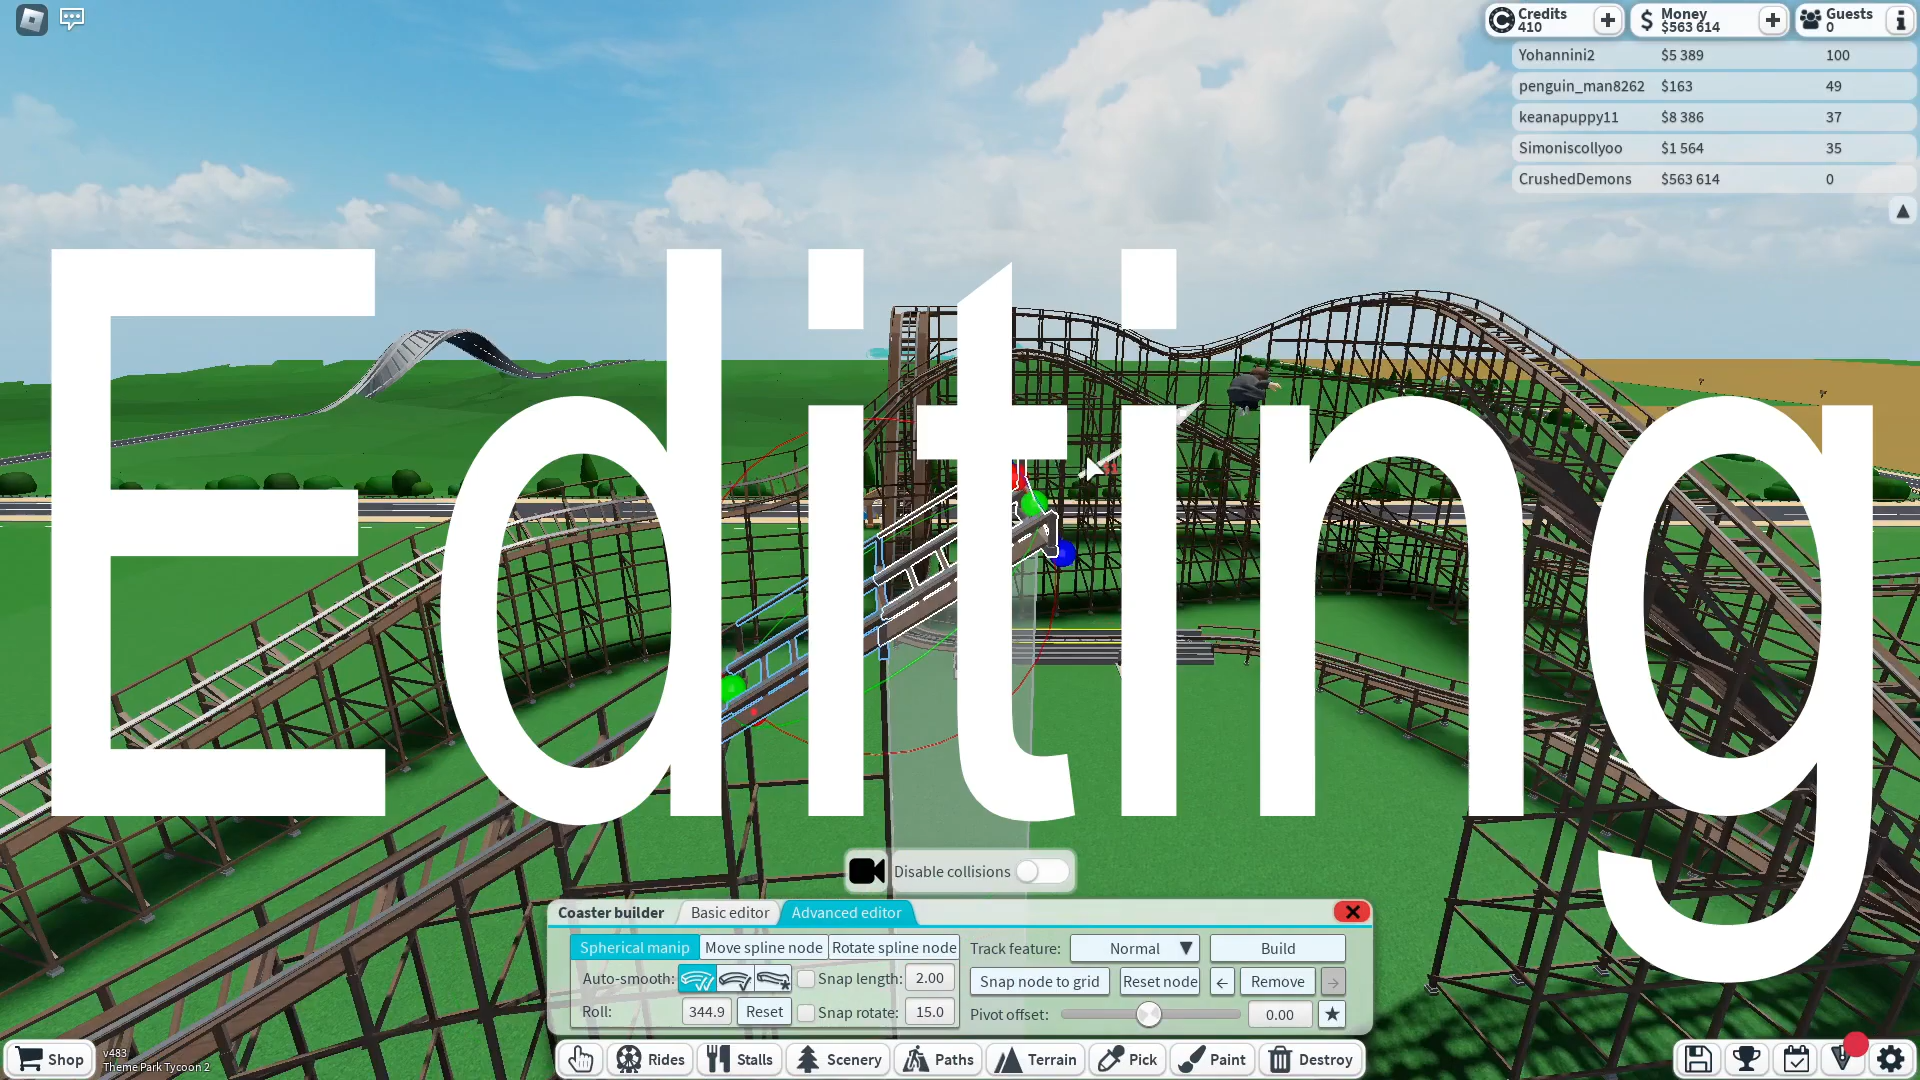 Credits
410
Money
$563 614
Guests
0
Yohannini2 $5 389 100
penguin_man8262 $163 49
keanapuppy11 $8 386 37
Simoniscollyoo $1 564 35
CrushedDemons $563 614 0
Editing
Disable collisions
Coaster builder Basic editor Advanced editor
Spherical manip Move spline node Rotate spline node Track feature: Normal Build
Auto-smooth: Snap length: 2.00 Snap node to grid Reset node ← Remove →
Roll: 344.9 Reset Snap rotate: 15.0 Pivot offset: 0.00
Shop
v483
Theme Park Tycoon 2
Rides Stalls Scenery Paths Terrain Pick Paint Destroy